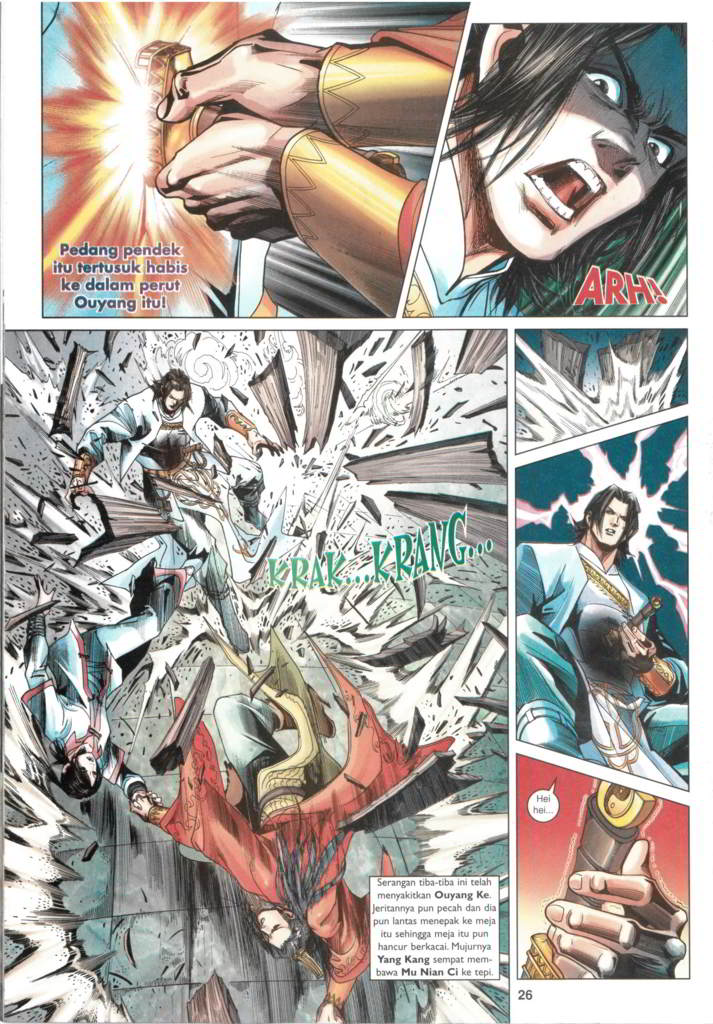 Pedang pendek
itu tertusuk habis
ke dalam perut
Ouyang itu!
ARH!
KRAK...KRANG...
Hei
hei...
Serangan tiba-tiba ini telah
menyakitkan Ouyang Ke.
Jeritannya pun pecah dan dia
pun lantas menepak ke meja
itu sehingga meja itu pun
hancur berkacai. Mujurnya
Yang Kang sempat mem-
bawa Mu Nian Ci ke tepi.
26